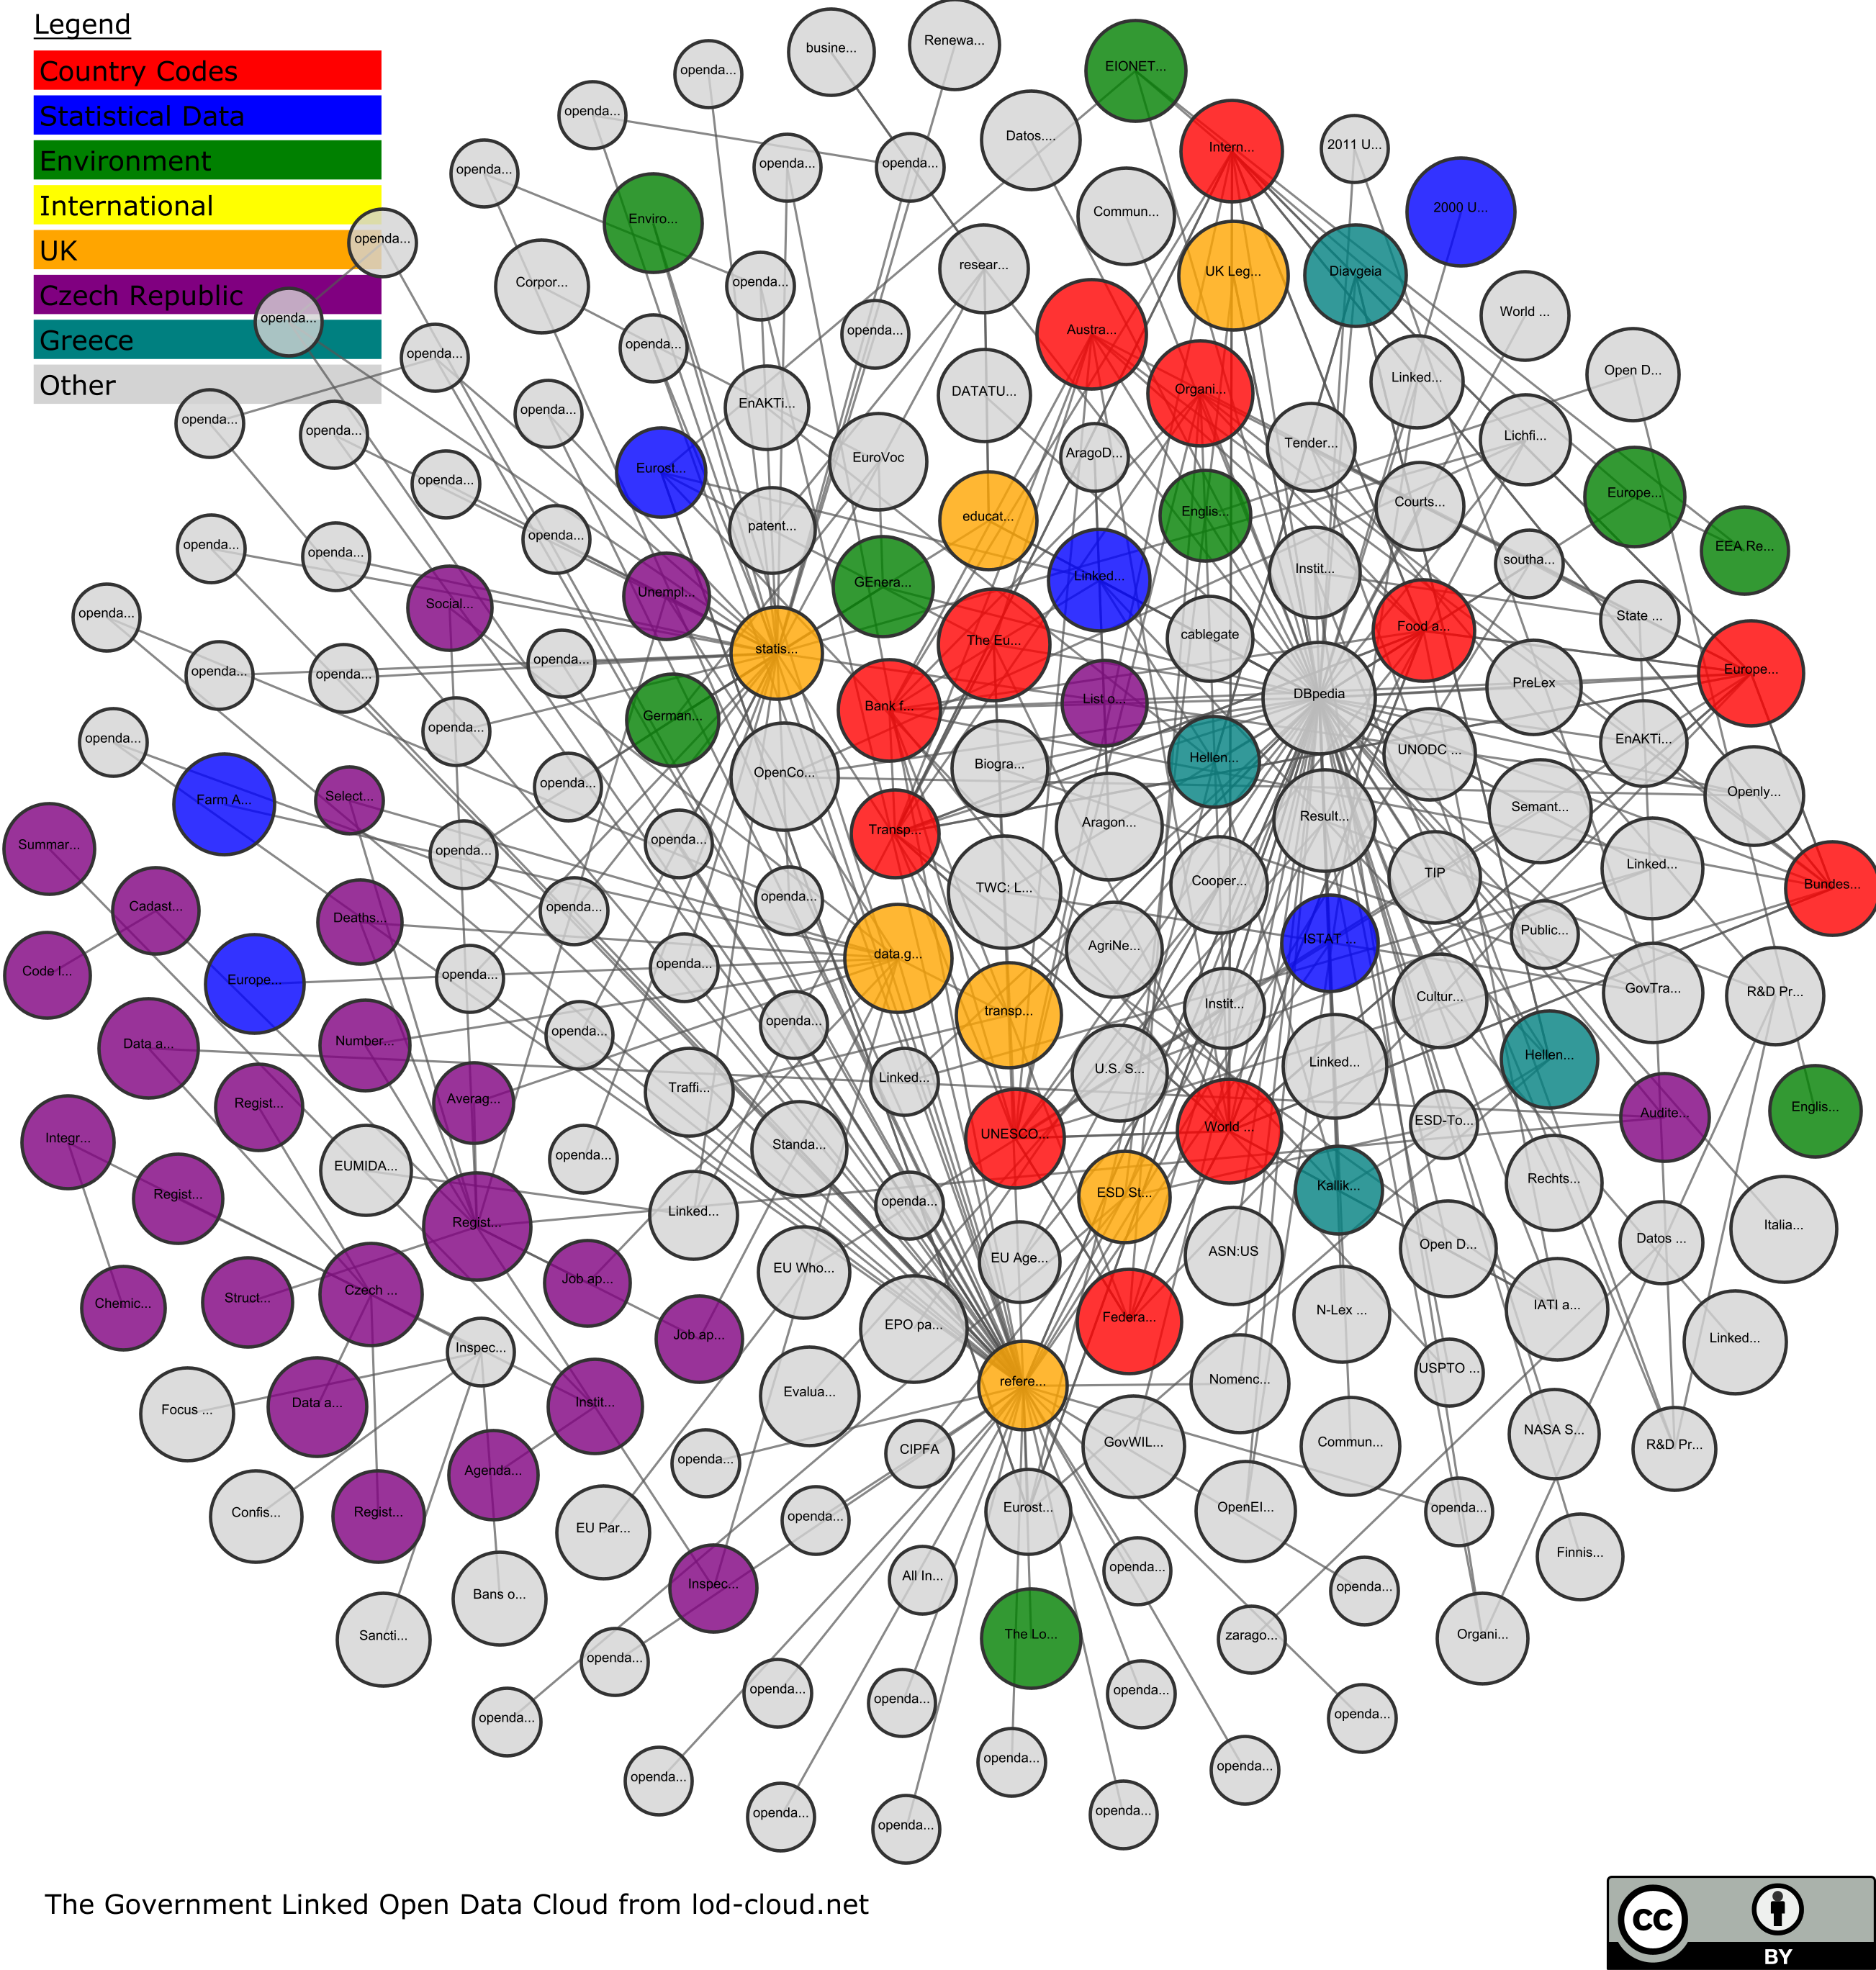 Legend
Country Codes
Statistical Data
Environment
International
UK
Czech Republic
Greece
Other
busine...
Renewa...
openda...
EIONET...
openda...
Datos....
Intern...
2011 U...
openda...
openda...
openda...
Enviro...
Commun...
2000 U...
openda...
Corpor...
openda...
resear...
UK Leg...
Diavgeia
openda...
openda...
openda...
openda...
Austra...
World ...
openda...
openda...
EnAKTi...
DATATU...
Organi...
Linked...
Open D...
openda...
openda...
Eurost...
EuroVoc
AragoD...
Tender...
Lichfi...
openda...
openda...
patent...
educat...
Englis...
Courts...
Europe...
openda...
openda...
Social...
Unempl...
GEnera...
Linked...
Instit...
southa...
EEA Re...
openda...
openda...
openda...
openda...
statis...
The Eu...
cablegate
Food a...
State ...
openda...
German...
Bank f...
List o...
DBpedia
PreLex
Europe...
openda...
Farm A...
Select...
openda...
OpenCo...
Biogra...
Hellen...
UNODC ...
EnAKTi...
Summar...
openda...
openda...
Transp...
Aragon...
Result...
Semant...
Openly...
Cadast...
Deaths...
openda...
openda...
TWC: L...
Cooper...
TIP
Linked...
Bundes...
Code l...
Europe...
openda...
openda...
data.g...
AgriNe...
ISTAT ...
Public...
Data a...
Number...
openda...
openda...
transp...
Instit...
Cultur...
GovTra...
R&D Pr...
Regist...
Averag...
Traffi...
Linked...
U.S. S...
Linked...
Hellen...
Integr...
EUMIDA...
openda...
Standa...
UNESCO...
World ...
ESD-To...
Audite...
Englis...
Regist...
Regist...
Linked...
openda...
ESD St...
Kallik...
Rechts...
Italia...
Chemic...
Struct...
Czech ...
Job ap...
EU Who...
EU Age...
ASN:US
Open D...
Datos ...
Inspec...
Job ap...
EPO pa...
Federa...
N-Lex ...
IATI a...
Linked...
Focus ...
Data a...
Instit...
Evalua...
refere...
Nomenc...
USPTO ...
Agenda...
openda...
CIPFA
GovWIL...
Commun...
NASA S...
R&D Pr...
Confis...
Regist...
EU Par...
openda...
Eurost...
OpenEI...
openda...
Finnis...
Bans o...
Inspec...
All In...
openda...
openda...
Sancti...
openda...
The Lo...
zarago...
Organi...
openda...
openda...
openda...
openda...
openda...
openda...
openda...
openda...
openda...
openda...
openda...
The Government Linked Open Data Cloud from lod-cloud.net
cc
BY